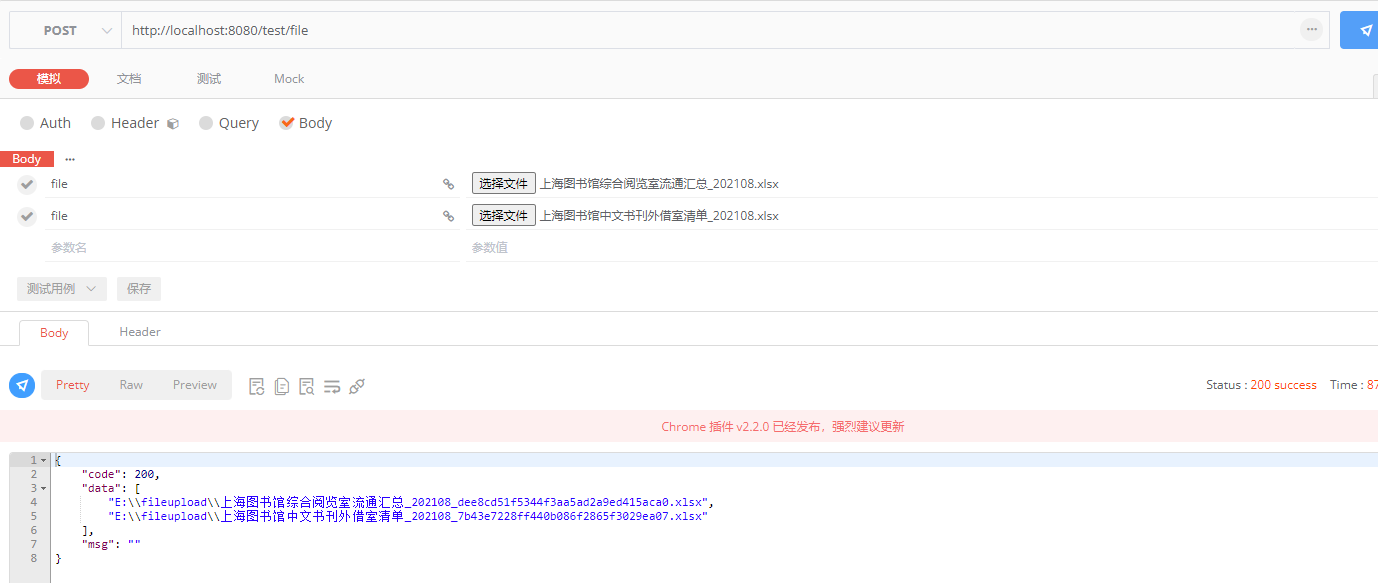 POST http://localhost:8080/test/file ...
模拟 文档 测试 Mock
Auth Header Query Body
Body ...
file 选择文件 上海图书馆综合阅览室流通汇总_202108.xlsx
file 选择文件 上海图书馆中文书刊外借室清单_202108.xlsx
参数名 参数值
测试用例 保存
Body Header
Pretty Raw Preview Status : 200 success Time : 87
Chrome 插件 v2.2.0 已经发布，强烈建议更新
1 {
2 "code": 200,
3 "data": [
4 "E:\\fileupload\\上海图书馆综合阅览室流通汇总_202108_dee8cd51f5344f3aa5ad2a9ed415aca0.xlsx",
5 "E:\\fileupload\\上海图书馆中文书刊外借室清单_202108_7b43e7228ff440b086f2865f3029ea07.xlsx"
6 ],
7 "msg": ""
8 }